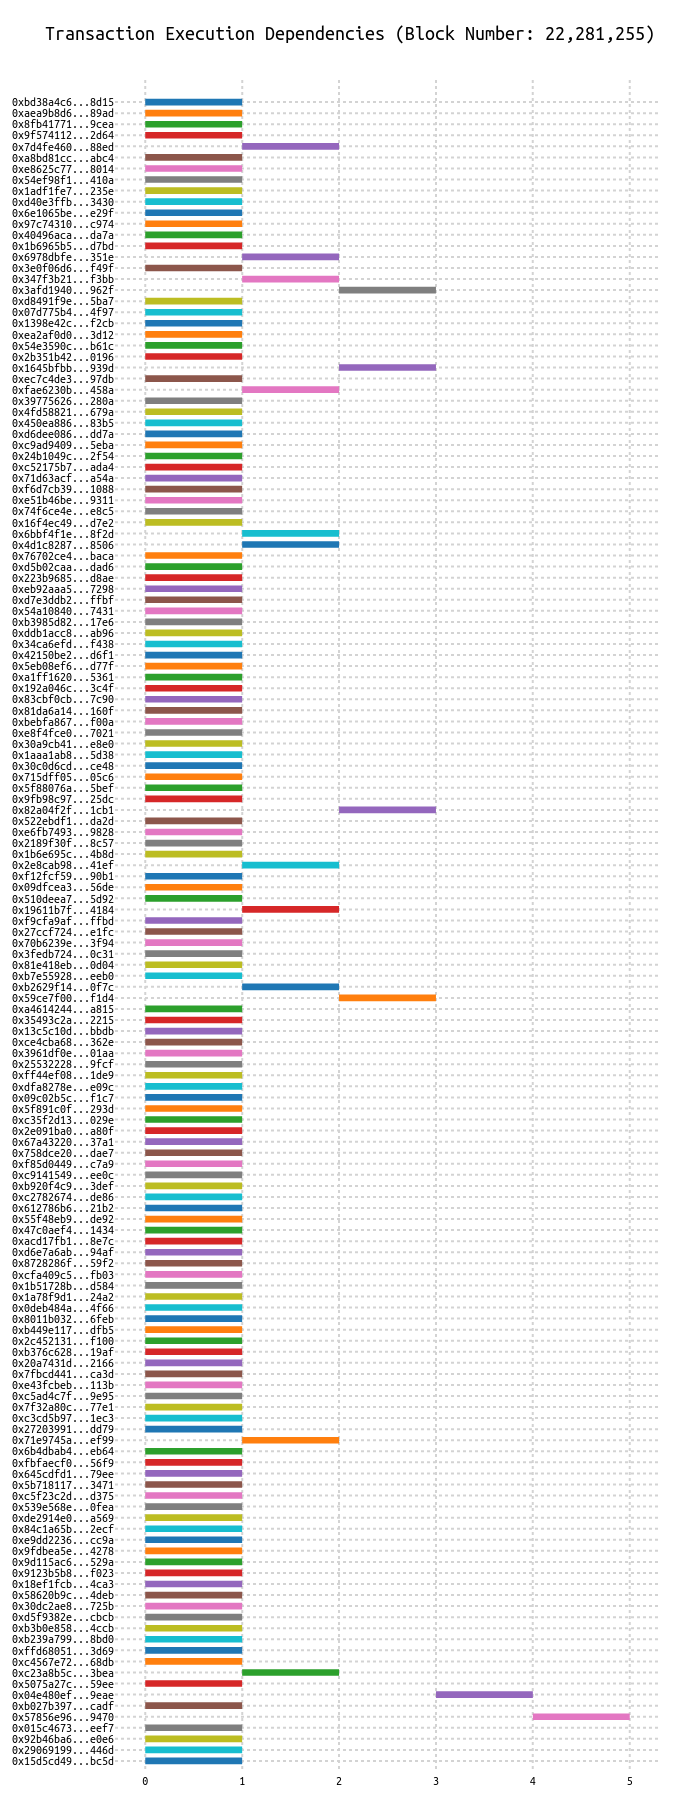 Transaction Execution Dependencies (Block Number: 22,281,255)
0xbd38a4c6...8d15
0xaea9b8d6...89ad
0x8fb41771...9cea
0x9f574112...2d64
0x7d4fe460...88ed
0xa8bd81cc...abc4
0xe8625c77...8014
0x54ef98f1...410a
0x1adf1fe7...235e
0xd40e3ffb...3430
0x6e1065be...e29f
0x97c74310...c974
0x40496aca...da7a
0x1b6965b5...d7bd
0x6978dbfe...351e
0x3e0f06d6...f49f
0x347f3b21...f3bb
0x3afd1940...962f
0xd8491f9e...5ba7
0x07d775b4...4f97
0x1398e42c...f2cb
0xea2af0d0...3d12
0x54e3590c...b61c
0x2b351b42...0196
0x1645bfbb...939d
0xec7c4de3...97db
0xfae6230b...458a
0x39775626...280a
0x4fd58821...679a
0x450ea886...83b5
0xd6dee086...dd7a
0xc9ad9409...5eba
0x24b1049c...2f54
0xc52175b7...ada4
0x71d63acf...a54a
0xf6d7cb39...1088
0xe51b46be...9311
0x74f6ce4e...e8c5
0x16f4ec49...d7e2
0x6bbf4f1e...8f2d
0x4d1c8287...8506
0x76702ce4...baca
0xd5b02caa...dad6
0x223b9685...d8ae
0xeb92aaa5...7298
0xd7e3ddb2...ffbf
0x54a10840...7431
0xb3985d82...17e6
0xddb1acc8...ab96
0x34ca6efd...f438
0x42150be2...d6f1
0x5eb08ef6...d77f
0xa1ff1620...5361
0x192a046c...3c4f
0x83cbf0cb...7c90
0x81da6a14...160f
0xbebfa867...f00a
0xe8f4fce0...7021
0x30a9cb41...e8e0
0x1aaa1ab8...5d38
0x30c0d6cd...ce48
0x715dff05...05c6
0x5f88076a...5bef
0x9fb98c97...25dc
0x82a04f2f...1cb1
0x522ebdf1...da2d
0xe6fb7493...9828
0x2189f30f...8c57
0x1b6e695c...4b8d
0x2e8cab98...41ef
0xf12fcf59...90b1
0x09dfcea3...56de
0x510deea7...5d92
0x19611b7f...4184
0xf9cfa9af...ffbd
0x27ccf724...e1fc
0x70b6239e...3f94
0x3fedb724...0c31
0x81e418eb...0d04
0xb7e55928...eeb0
0xb2629f14...0f7c
0x59ce7f00...f1d4
0xa4614244...a815
0x35493c2a...2215
0x13c5c10d...bbdb
0xce4cba68...362e
0x3961df0e...01aa
0x25532228...9fcf
0xff44ef08...1de9
0xdfa8278e...e09c
0x09c02b5c...f1c7
0x5f891c0f...293d
0xc35f2d13...029e
0x2e091ba0...a80f
0x67a43220...37a1
0x758dce20...dae7
0xf85d0449...c7a9
0xc9141549...ee0c
0xb920f4c9...3def
0xc2782674...de86
0x612786b6...21b2
0x55f48eb9...de92
0x47c0aef4...1434
0xacd17fb1...8e7c
0xd6e7a6ab...94af
0x8728286f...59f2
0xcfa409c5...fb03
0x1b51728b...d584
0x1a78f9d1...24a2
0x0deb484a...4f66
0x8011b032...6feb
0xb449e117...dfb5
0x2c452131...f100
0xb376c628...19af
0x20a7431d...2166
0x7fbcd441...ca3d
0xe43fcbeb...113b
0xc5ad4c7f...9e95
0x7f32a80c...77e1
0xc3cd5b97...1ec3
0x27203991...dd79
0x71e9745a...ef99
0x6b4dbab4...eb64
0xfbfaecf0...56f9
0x645cdfd1...79ee
0x5b718117...3471
0xc5f23c2d...d375
0x539e568e...0fea
0xde2914e0...a569
0x84c1a65b...2ecf
0xe9dd2236...cc9a
0x9fdbea5e...4278
0x9d115ac6...529a
0x9123b5b8...f023
0x18ef1fcb...4ca3
0x58620b9c...4deb
0x30dc2ae8...725b
0xd5f9382e...cbcb
0xb3b0e858...4ccb
0xb239a799...8bd0
0xffd68051...3d69
0xc4567e72...68db
0xc23a8b5c...3bea
0x5075a27c...59ee
0x04e480ef...9eae
0xb027b397...cadf
0x57856e96...9470
0x015c4673...eef7
0x92b46ba6...e0e6
0x29069199...446d
0x15d5cd49...bc5d
0 1 2 3 4 5